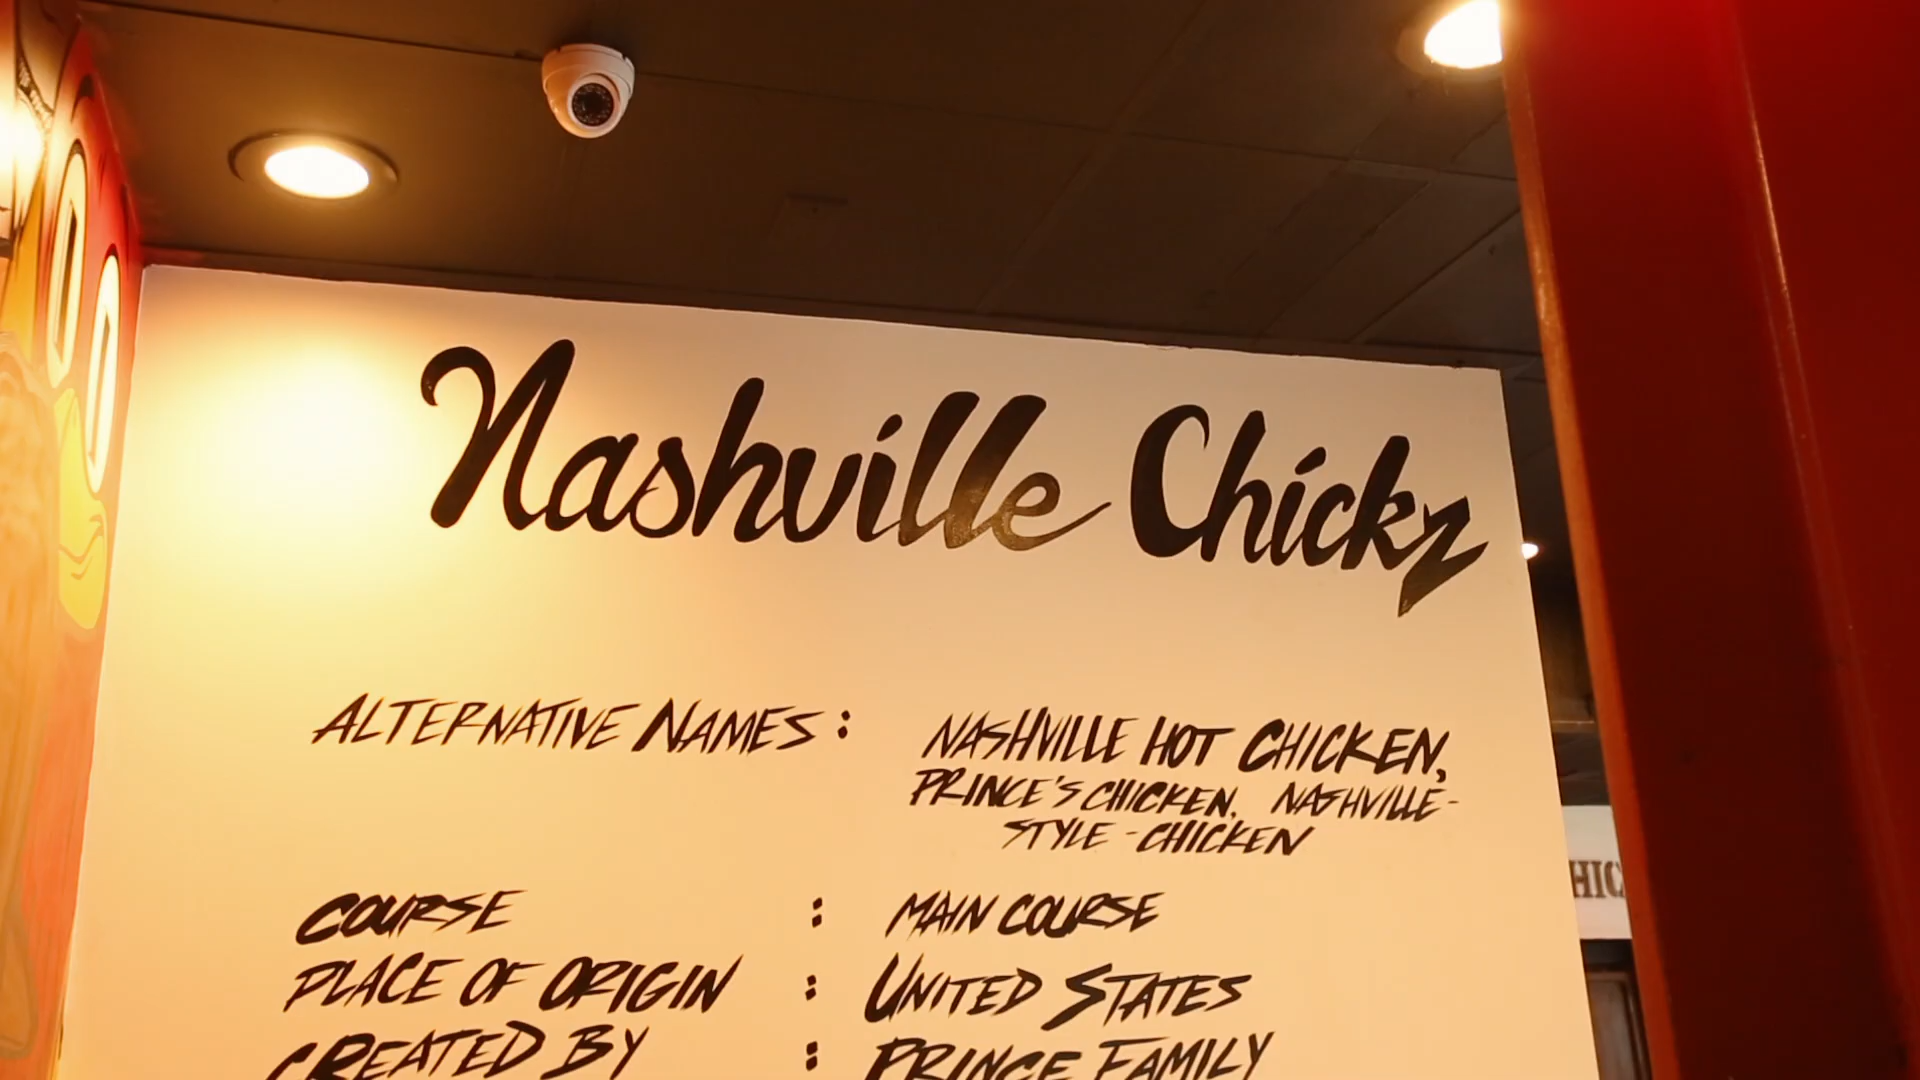 Nashville Chickz
ALTERNATIVE NAMES : NASHVILLE HOT CHICKEN,
PRINCE'S CHICKEN, NASHVILLE-
STYLE-CHICKEN
COURSE : MAIN COURSE
PLACE OF ORIGIN : UNITED STATES
CREATED BY : PRINCE FAMILY